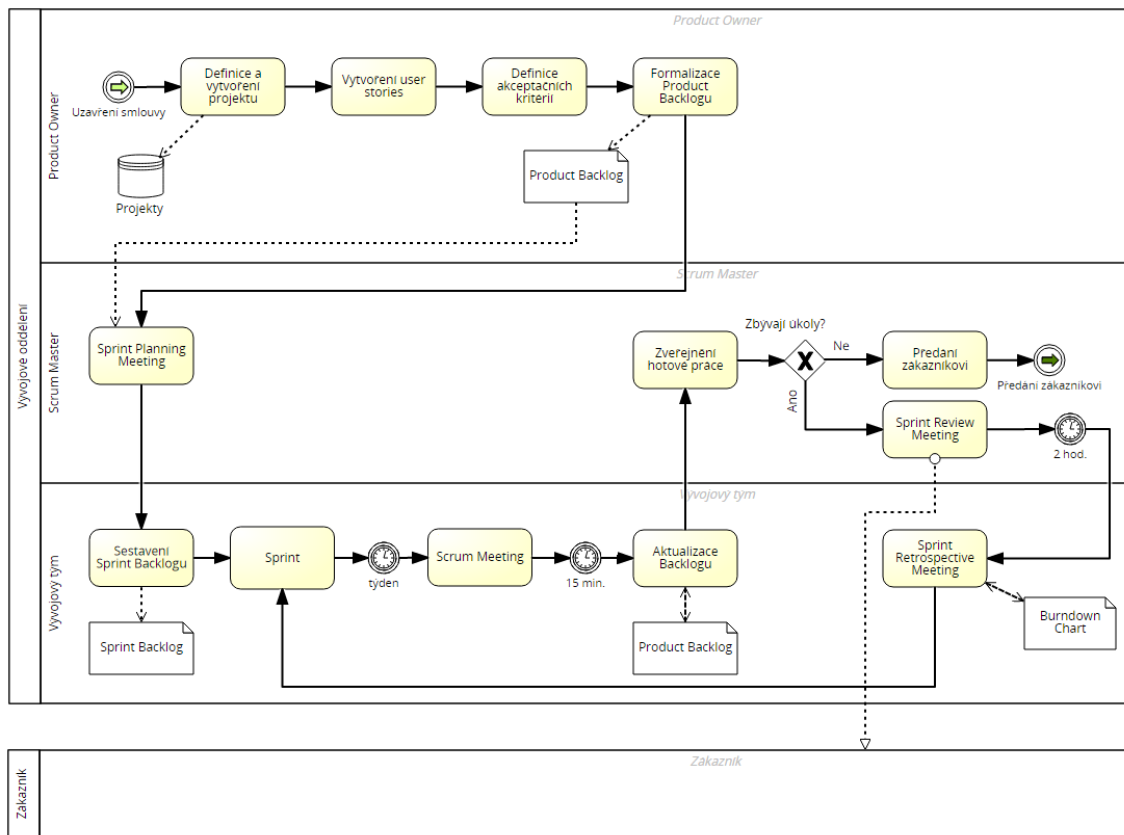 Product Owner
Vývojové oddělení
Product Owner
Uzavření smlouvy
Definice a
vytvoření
projektu
Vytvoření user
stories
Definice
akceptačních
kritérií
Formalizace
Product
Backlogu
Projekty
Product Backlog
Scrum Master
Scrum Master
Sprint Planning
Meeting
Zveřejnění
hotové práce
Zbývají úkoly?
Ne
Ano
Předání
zákazníkovi
Předání zákazníkovi
Sprint Review
Meeting
2 hod.
Vývojový tým
Vývojový tým
Sestavení
Sprint Backlogu
Sprint
týden
Scrum Meeting
15 min.
Aktualizace
Backlogu
Sprint
Retrospective
Meeting
Sprint Backlog
Product Backlog
Burndown
Chart
Zákazník
Zákazník